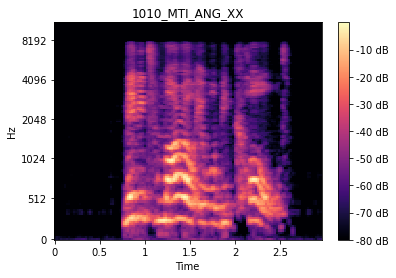 1010_MTI_ANG_XX
8192
4096
2048
1024
512
0
Hz
0 0.5 1 1.5 2 2.5
Time
-10 dB
-20 dB
-30 dB
-40 dB
-50 dB
-60 dB
-70 dB
-80 dB